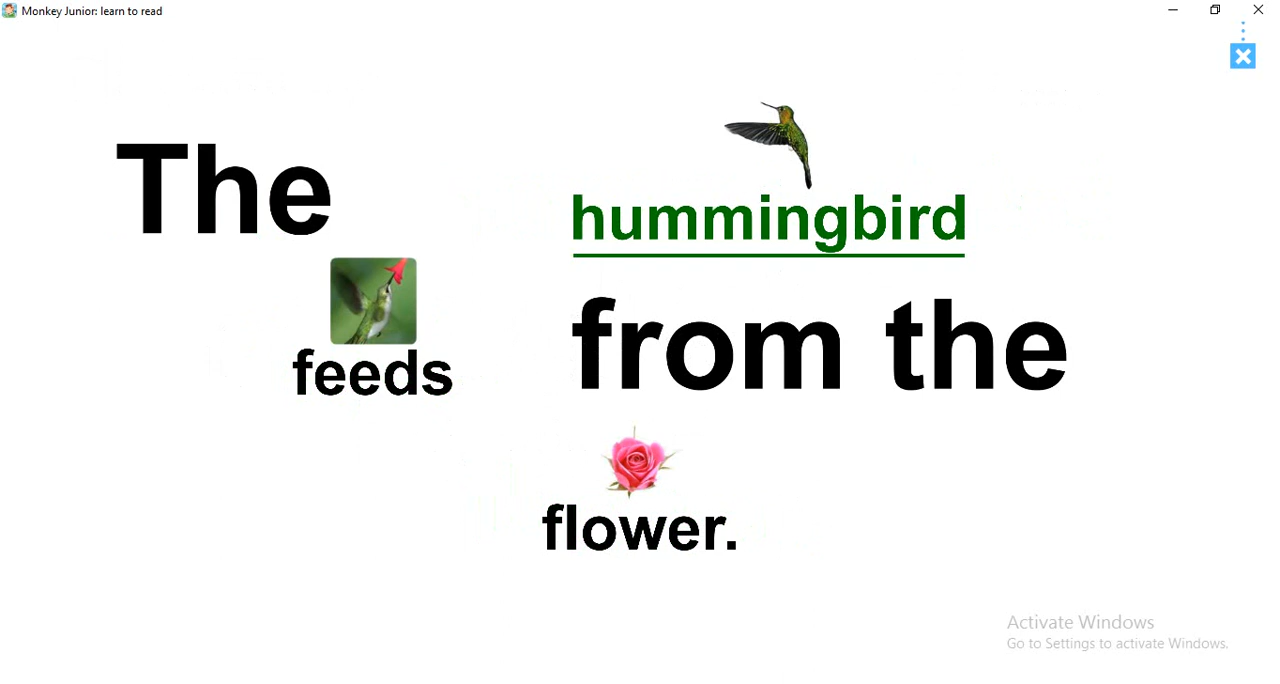 Monkey Junior: learn to read
The hummingbird
feeds from the
flower.
Activate Windows
Go to Settings to activate Windows.